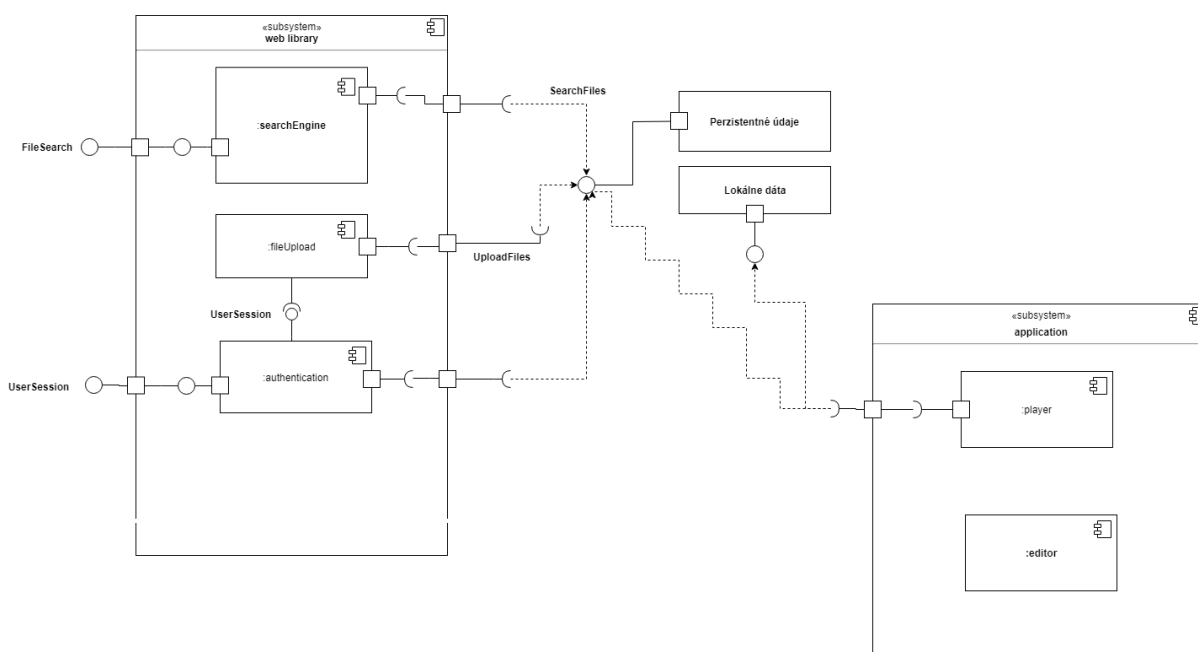 «subsystem»
web library
:searchEngine
FileSearch
SearchFiles
Perzistentné údaje
Lokálne dáta
:fileUpload
UploadFiles
UserSession
:authentication
UserSession
«subsystem»
application
:player
:editor